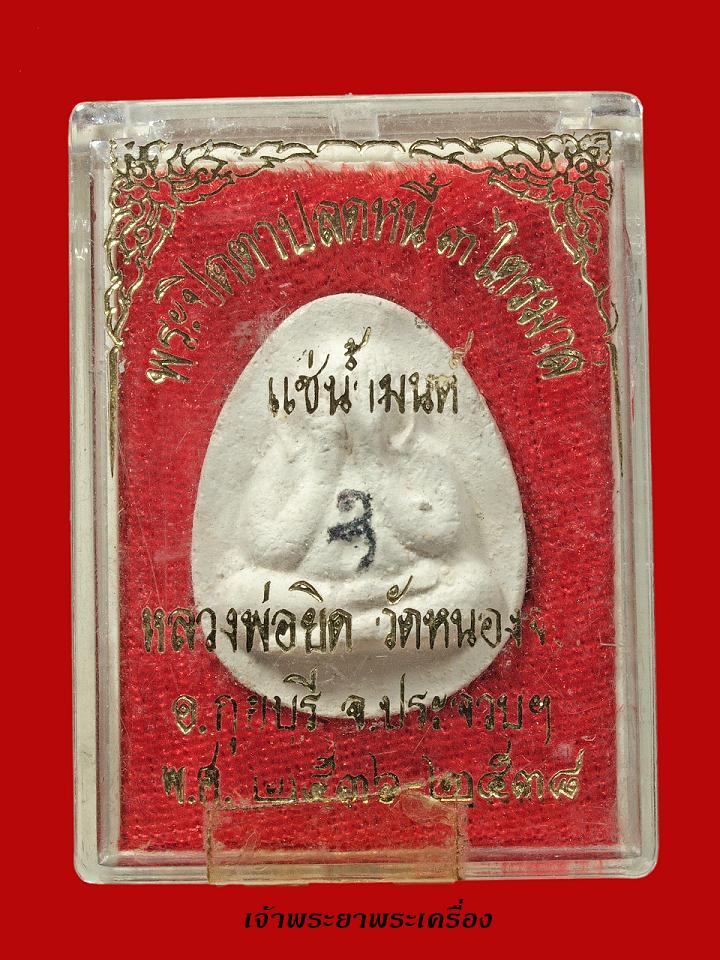 พระปิดตาปลดหนี้ ๓ ไตรมาส
แช่น้ำมนต์
หลวงพ่อยิด วัดหนอง
อ.กุยบุรี จ.ประจวบฯ
พ.ศ. ๒๕๓๖-๒๕๓๘
เจ้าพระยาพระเครื่อง